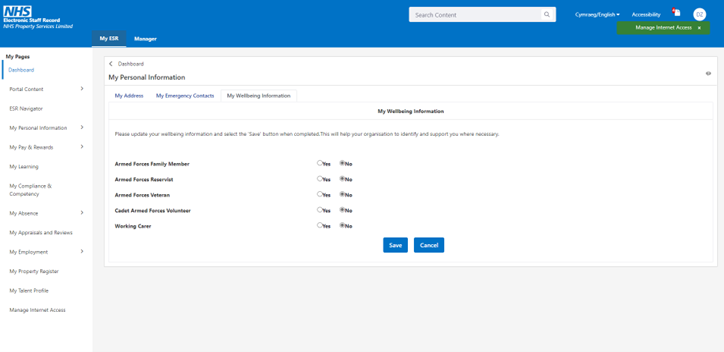 NHS
Electronic Staff Record
NHS Property Services Limited
Search Content
Cymraeg/English
Accessibility
DZ
Manage Internet Access ×
My ESR
Manager
My Pages
Dashboard
Portal Content
ESR Navigator
My Personal Information
My Pay & Rewards
My Learning
My Compliance &
Competency
My Absence
My Appraisals and Reviews
My Employment
My Property Register
My Talent Profile
Manage Internet Access
Dashboard
My Personal Information
My Address
My Emergency Contacts
My Wellbeing Information
My Wellbeing Information
Please update your wellbeing information and select the 'Save' button when completed.This will help your organisation to identify and support you where necessary.
Armed Forces Family Member Yes No
Armed Forces Reservist Yes No
Armed Forces Veteran Yes No
Cadet Armed Forces Volunteer Yes No
Working Carer Yes No
Save
Cancel